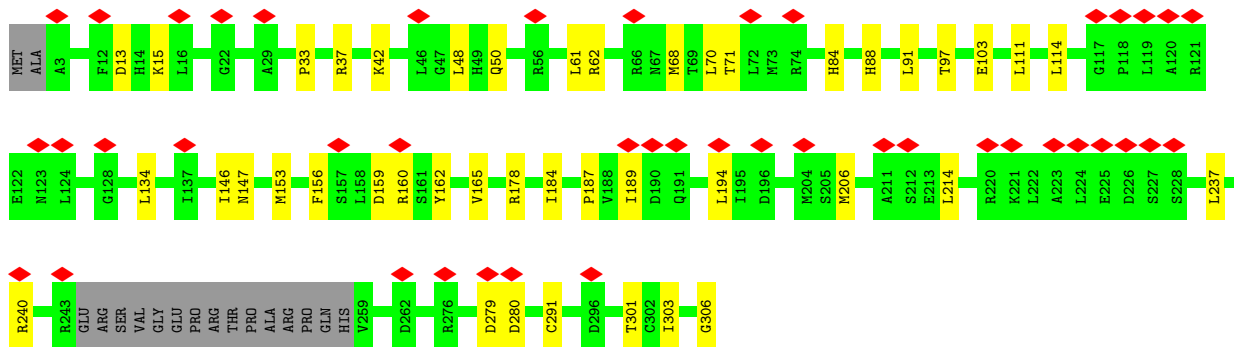 MET ALA A3 F12 D13 H14 K15 L16 G22 A29 P33 R37 K42 L46 G47 L48 H49 Q50 R56 L61 R62 R66 N67 M68 T69 L70 T71 L72 M73 R74 H84 H88 L91 T97 E103 L111 L114 G117 P118 L119 A120 R121
E122 N123 L124 G128 L134 I137 I146 N147 M153 F156 S157 L158 D159 R160 S161 Y162 V165 R178 I184 P187 V188 I189 D190 Q191 L194 I195 D196 M204 S205 M206 A211 S212 E213 L214 R220 K221 L222 A223 L224 E225 D226 S227 S228 L237
R240 R243 GLU ARG SER VAL GLY GLU PRO ARG THR PRO ALA ARG PRO GLN HIS V259 D262 R276 D279 D280 C291 D296 T301 C302 I303 G306